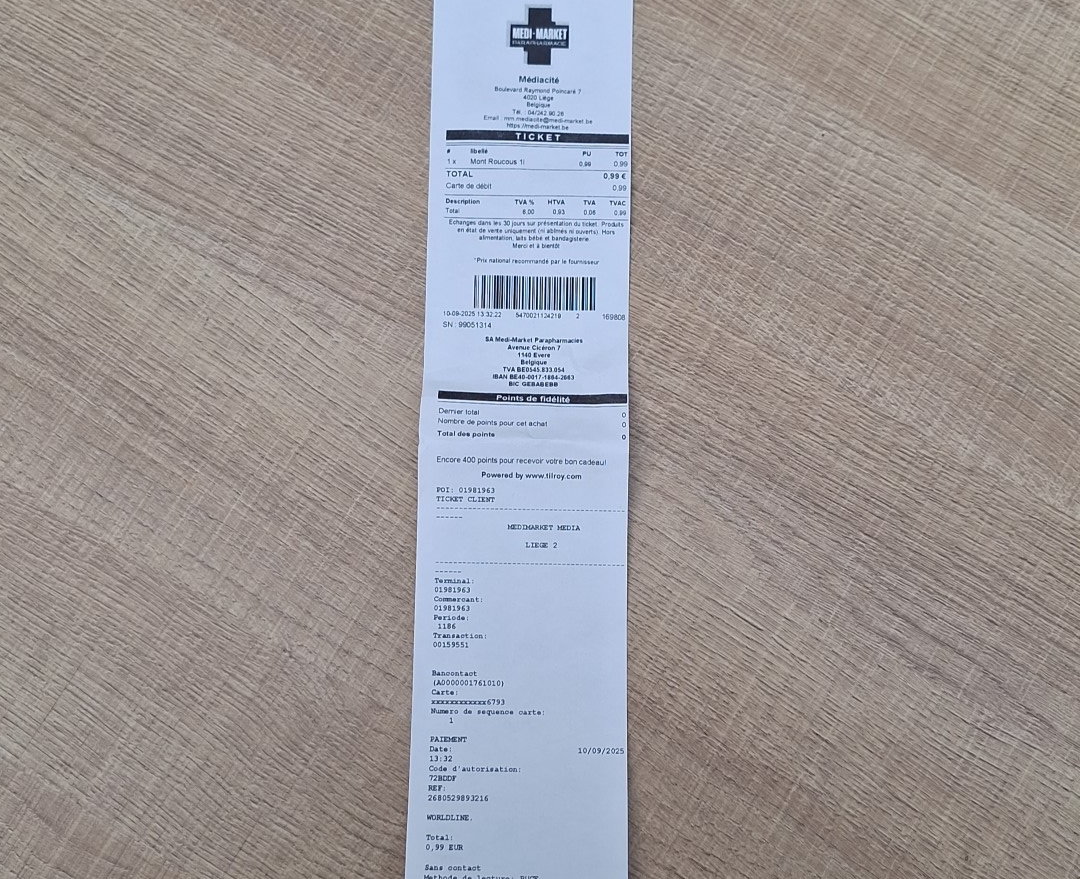 MEDI-MARKET
PARAPHARMACIE
Médiacité
Boulevard Raymond Poincaré 7
4020 Liège
Belgique
Tel. : 04/242.90.26
Email : mm.mediacite@medi-market.be
https://medi-market.be
TICKET
# libellé PU TOT
1 x Mont Roucous 1l 0,99 0,99
TOTAL 0,99 €
Carte de débit 0,99
Description TVA % HTVA TVA TVAC
Total 6,00 0,93 0,06 0,99
Echanges dans les 30 jours sur présentation du ticket. Produits
en état de vente uniquement (ni abîmés ni ouverts). Hors
alimentation, laits bébé et bandagisterie
Merci et à bientôt
*Prix national recommandé par le fournisseur
10-09-2025 13:32:22 5470021124219 2 169808
SN : 99051314
SA Medi-Market Parapharmacies
Avenue Cicéron 7
1140 Evere
Belgique
TVA BE0545.833.054
IBAN BE40-0017-1884-2663
BIC GEBABEBB
Points de fidélité
Dernier total 0
Nombre de points pour cet achat 0
Total des points 0
Encore 400 points pour recevoir votre bon cadeau!
Powered by www.tilroy.com
POI: 01981963
TICKET CLIENT
MEDIMARKET MEDIA
LIEGE 2
Terminal:
01981963
Commercant:
01981963
Periode:
1186
Transaction:
00159551
Bancontact
(A0000001761010)
Carte:
xxxxxxxxxxxx6793
Numero de sequence carte:
1
PAIEMENT
Date: 10/09/2025
13:32
Code d'autorisation:
72BDDF
REF:
2680529893216
WORLDLINE.
Total:
0,99 EUR
Sans contact
Methode de lecture: PUCE